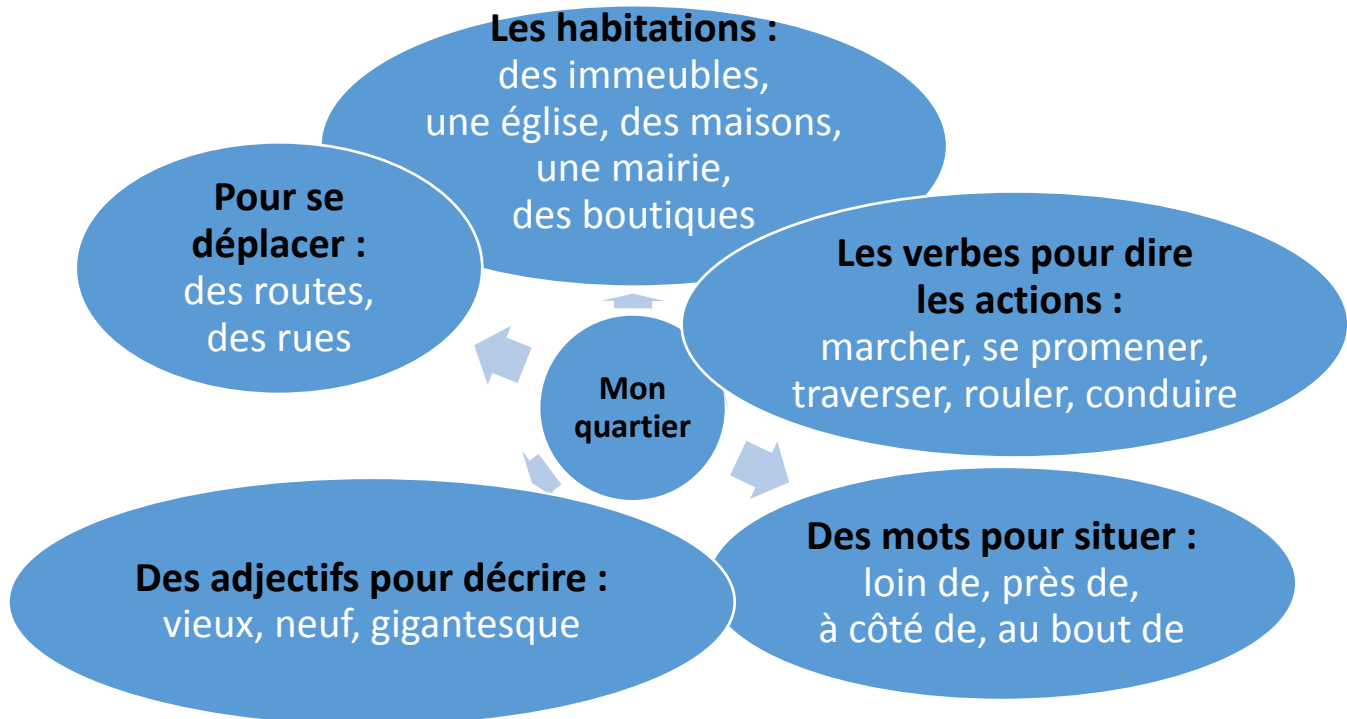 Les habitations :
des immeubles,
une église, des maisons,
une mairie,
des boutiques
Pour se
déplacer :
des routes,
des rues
Les verbes pour dire
les actions :
marcher, se promener,
traverser, rouler, conduire
Mon
quartier
Des adjectifs pour décrire :
vieux, neuf, gigantesque
Des mots pour situer :
loin de, près de,
à côté de, au bout de